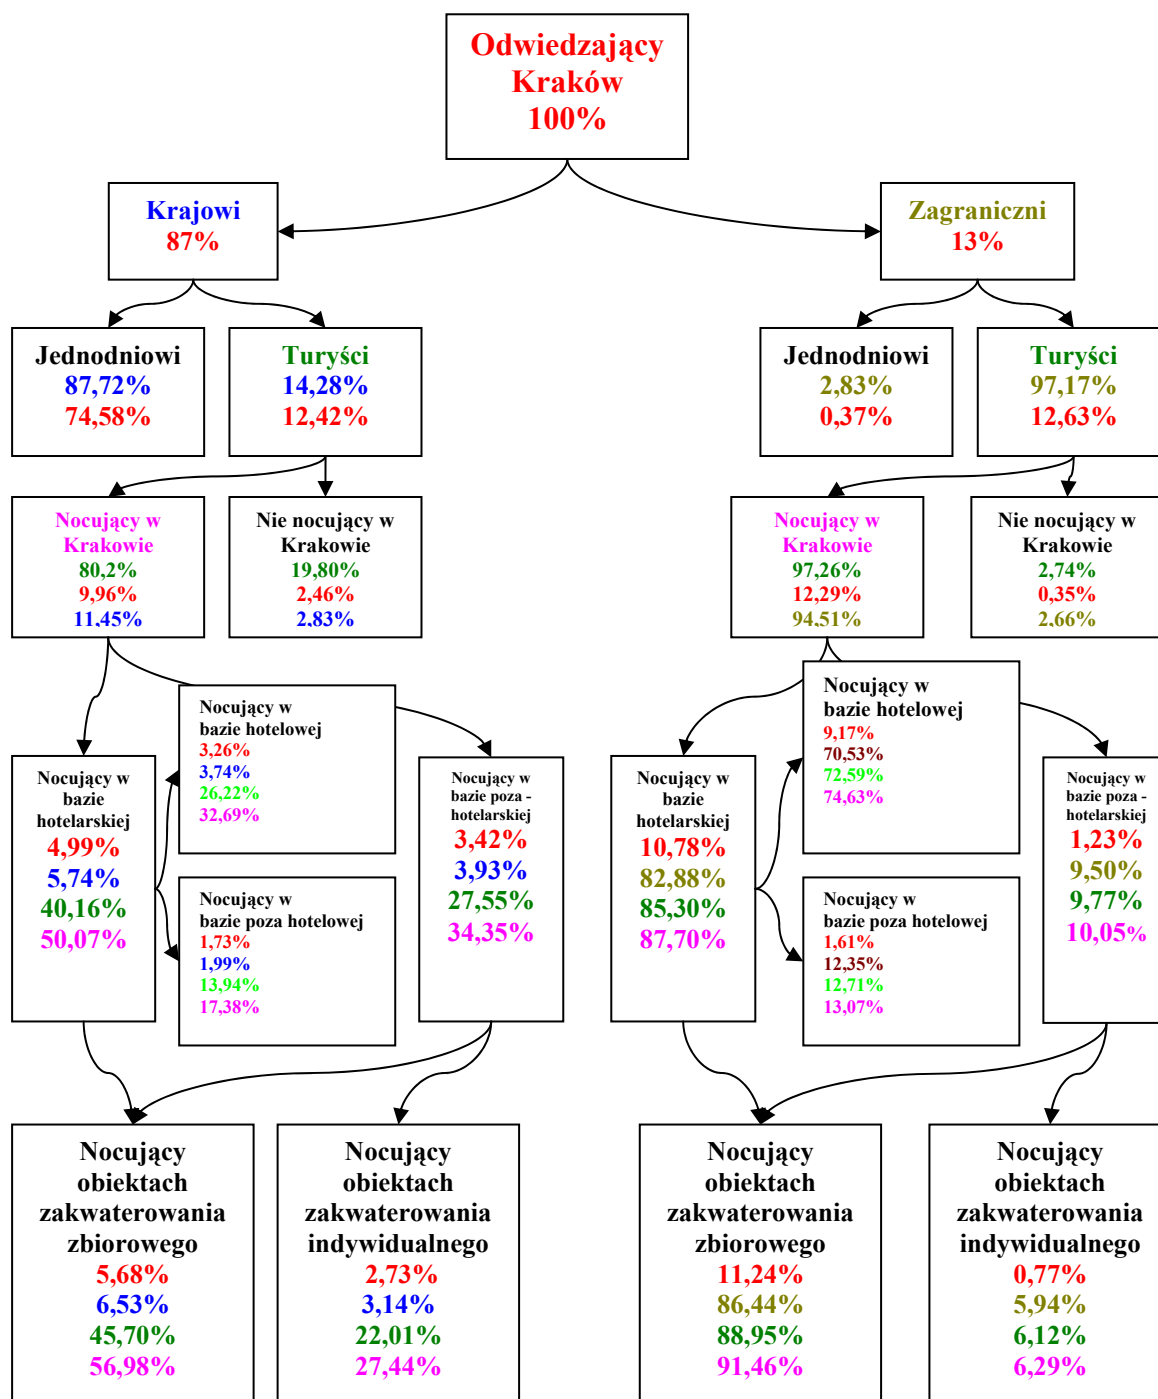 Odwiedzający
Kraków
100%
Krajowi
87%
Zagraniczni
13%
Jednodniowi
87,72%
74,58%
Turyści
14,28%
12,42%
Jednodniowi
2,83%
0,37%
Turyści
97,17%
12,63%
Nocujący w
Krakowie
80,2%
9,96%
11,45%
Nie nocujący w
Krakowie
19,80%
2,46%
2,83%
Nocujący w
Krakowie
97,26%
12,29%
94,51%
Nie nocujący w
Krakowie
2,74%
0,35%
2,66%
Nocujący w
bazie
hotelarskiej
4,99%
5,74%
40,16%
50,07%
Nocujący w
bazie hotelowej
3,26%
3,74%
26,22%
32,69%
Nocujący w
bazie poza hotelowej
1,73%
1,99%
13,94%
17,38%
Nocujący w
bazie poza -
hotelarskiej
3,42%
3,93%
27,55%
34,35%
Nocujący w
bazie
hotelarskiej
10,78%
82,88%
85,30%
87,70%
Nocujący w
bazie hotelowej
9,17%
70,53%
72,59%
74,63%
Nocujący w
bazie poza hotelowej
1,61%
12,35%
12,71%
13,07%
Nocujący w
bazie poza -
hotelarskiej
1,23%
9,50%
9,77%
10,05%
Nocujący
obiektach
zakwaterowania
zbiorowego
5,68%
6,53%
45,70%
56,98%
Nocujący
obiektach
zakwaterowania
indywidualnego
2,73%
3,14%
22,01%
27,44%
Nocujący
obiektach
zakwaterowania
zbiorowego
11,24%
86,44%
88,95%
91,46%
Nocujący
obiektach
zakwaterowania
indywidualnego
0,77%
5,94%
6,12%
6,29%